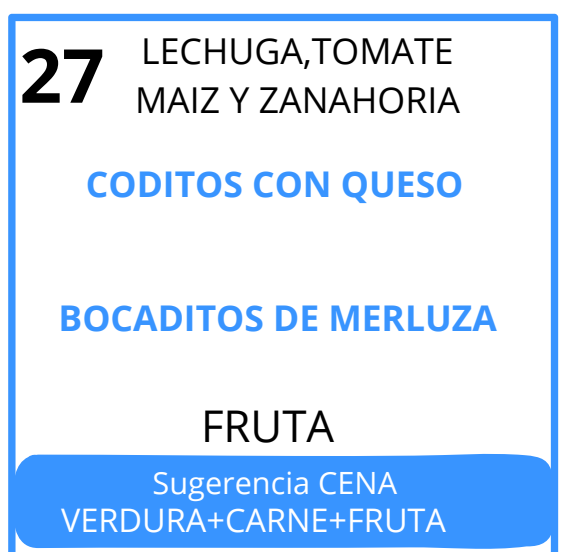 27
LECHUGA,TOMATE
MAIZ Y ZANAHORIA
CODITOS CON QUESO
BOCADITOS DE MERLUZA
FRUTA
Sugerencia CENA
VERDURA+CARNE+FRUTA